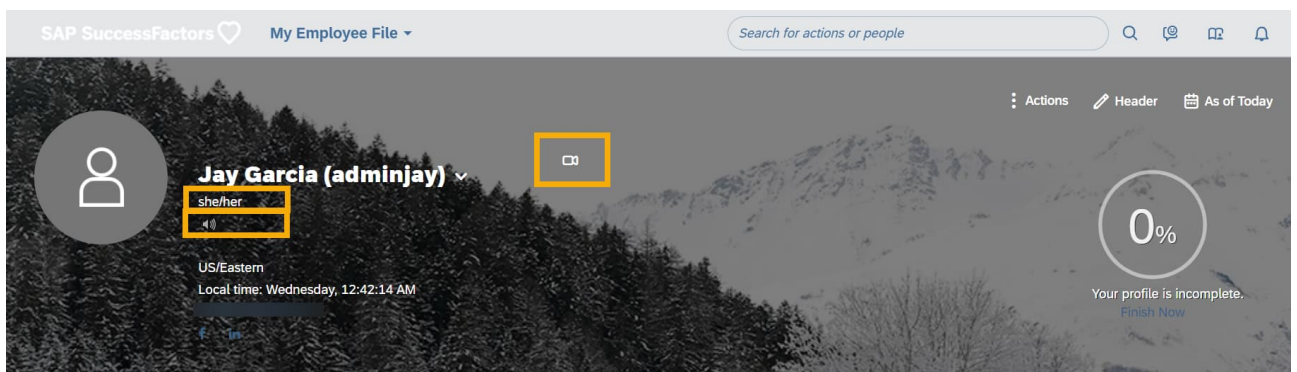 SAP SuccessFactors
My Employee File
Search for actions or people
Actions
Header
As of Today
Jay Garcia (adminjay)
she/her
US/Eastern
Local time: Wednesday, 12:42:14 AM
f in
0%
Your profile is incomplete.
Finish Now